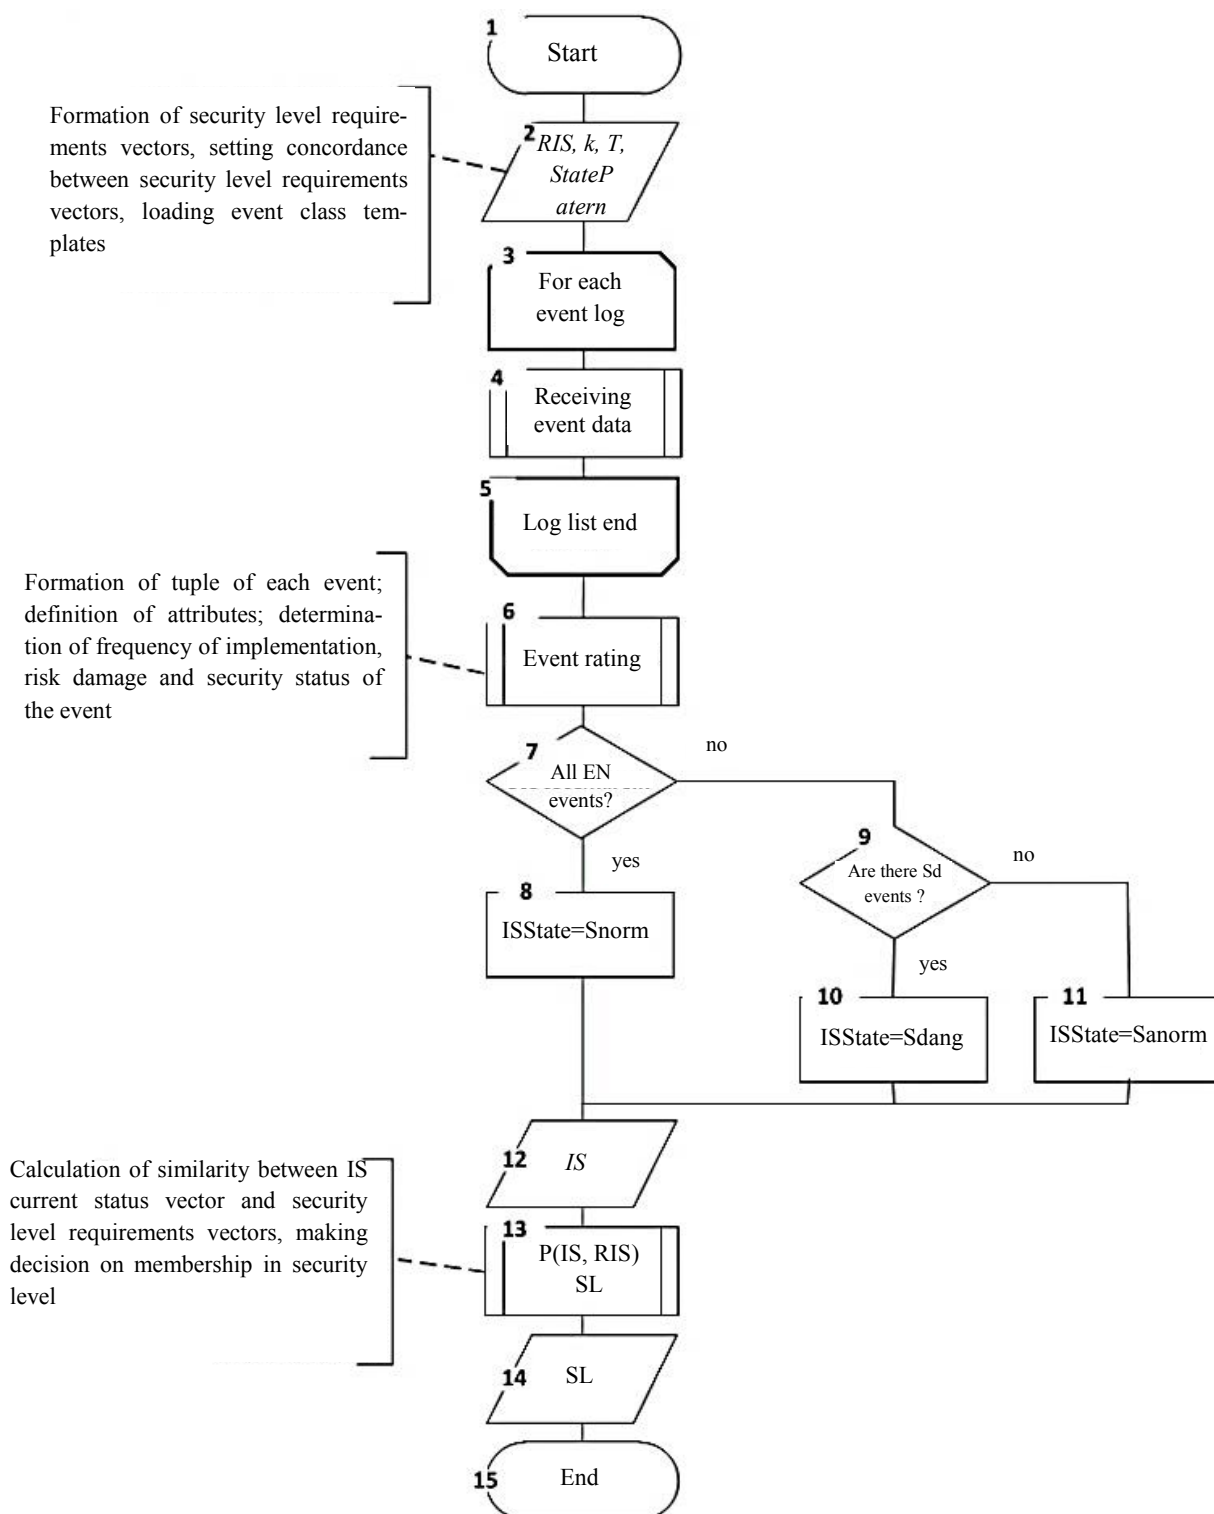 1
Start
Formation of security level require-
ments vectors, setting concordance
between security level requirements
vectors, loading event class tem-
plates
2
RIS, k, T,
StateP
atern
3
For each
event log
4
Receiving
event data
5
Log list end
Formation of tuple of each event;
definition of attributes; determina-
tion of frequency of implementation,
risk damage and security status of
the event
6
Event rating
7
All EN
events?
no
yes
8
ISState=Snorm
9
Are there Sd
events ?
no
yes
10
ISState=Sdang
11
ISState=Sanorm
12
IS
Calculation of similarity between IS
current status vector and security
level requirements vectors, making
decision on membership in security
level
13
P(IS, RIS)
SL
14
SL
15
End